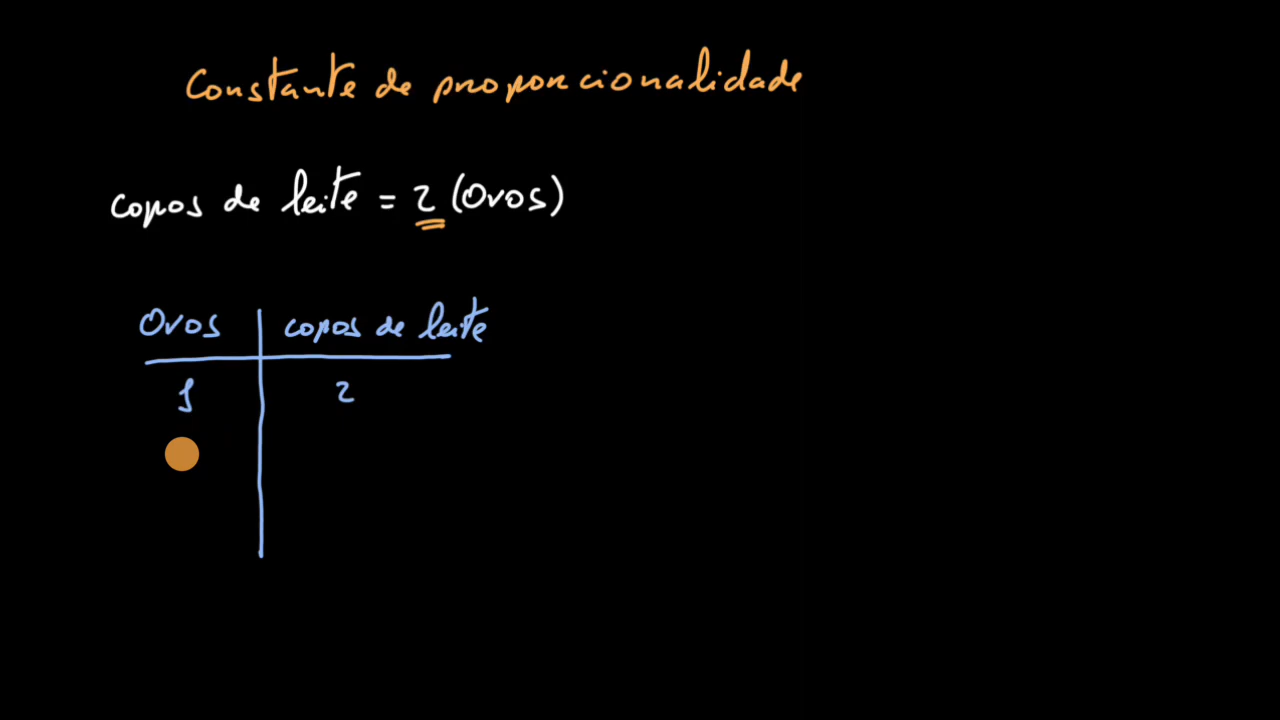 Constante de proporcionalidade
copos de leite = 2 (Ovos)
Ovos copos de leite
1 2